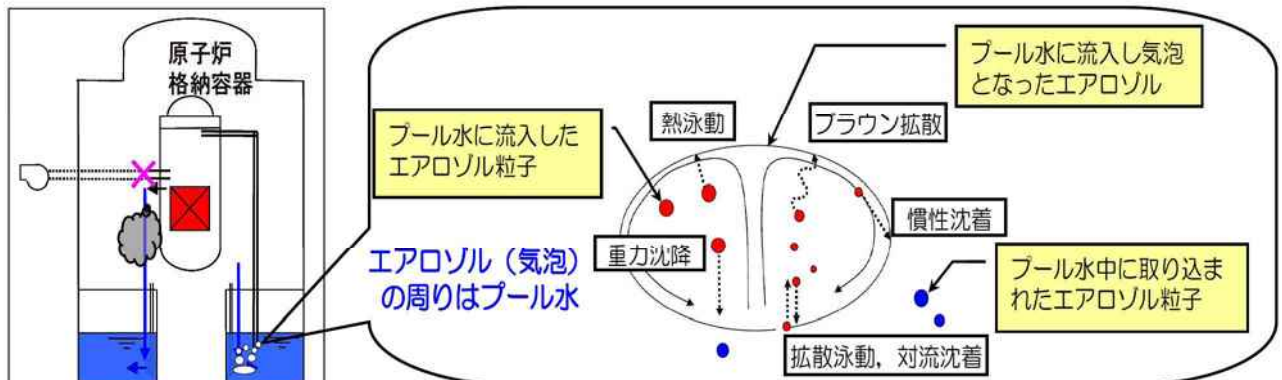 原子炉
格納容器
プール水に流入した
エアロゾル粒子
エアロゾル（気泡）
の周りはプール水
プール水に流入し気泡
となったエアロゾル
熱泳動
ブラウン拡散
慣性沈着
重力沈降
プール水中に取り込ま
れたエアロゾル粒子
拡散泳動，対流沈着